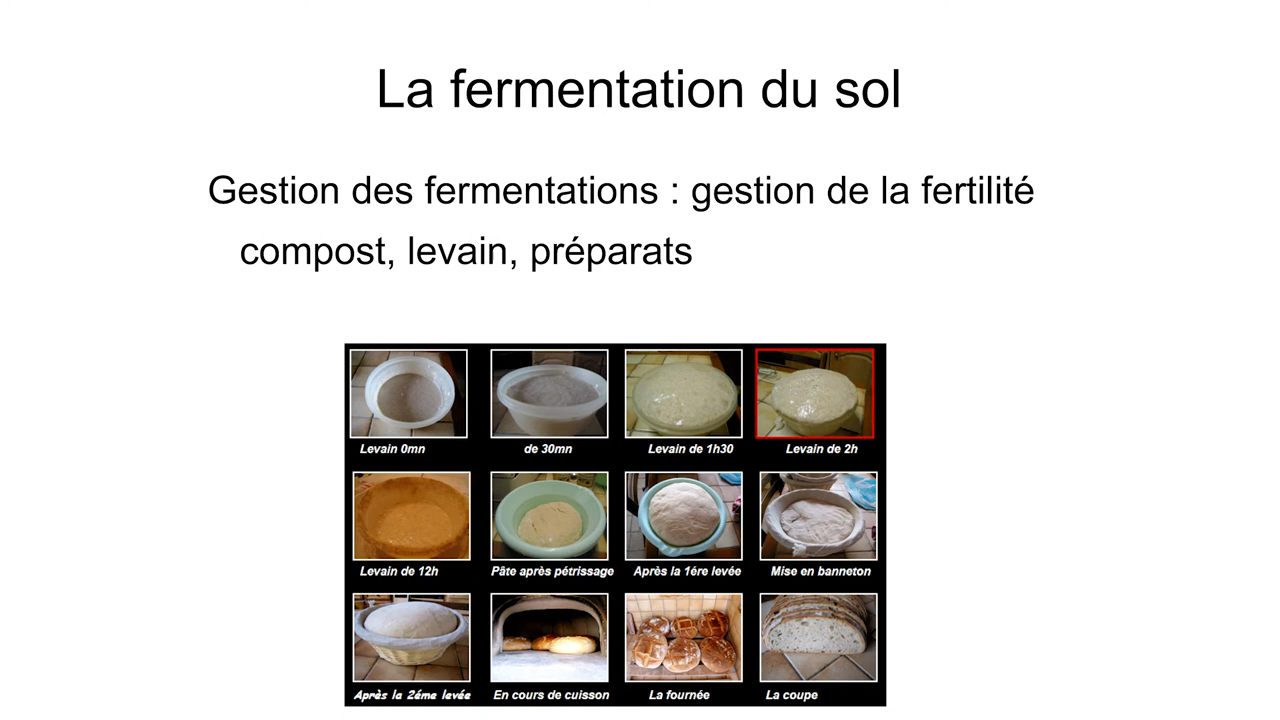 La fermentation du sol
Gestion des fermentations : gestion de la fertilité
compost, levain, préparats
Levain 0mn
de 30mn
Levain de 1h30
Levain de 2h
Levain de 12h
Pâte après pétrissage
Après la 1ére levée
Mise en banneton
Après la 2éme levée
En cours de cuisson
La fournée
La coupe